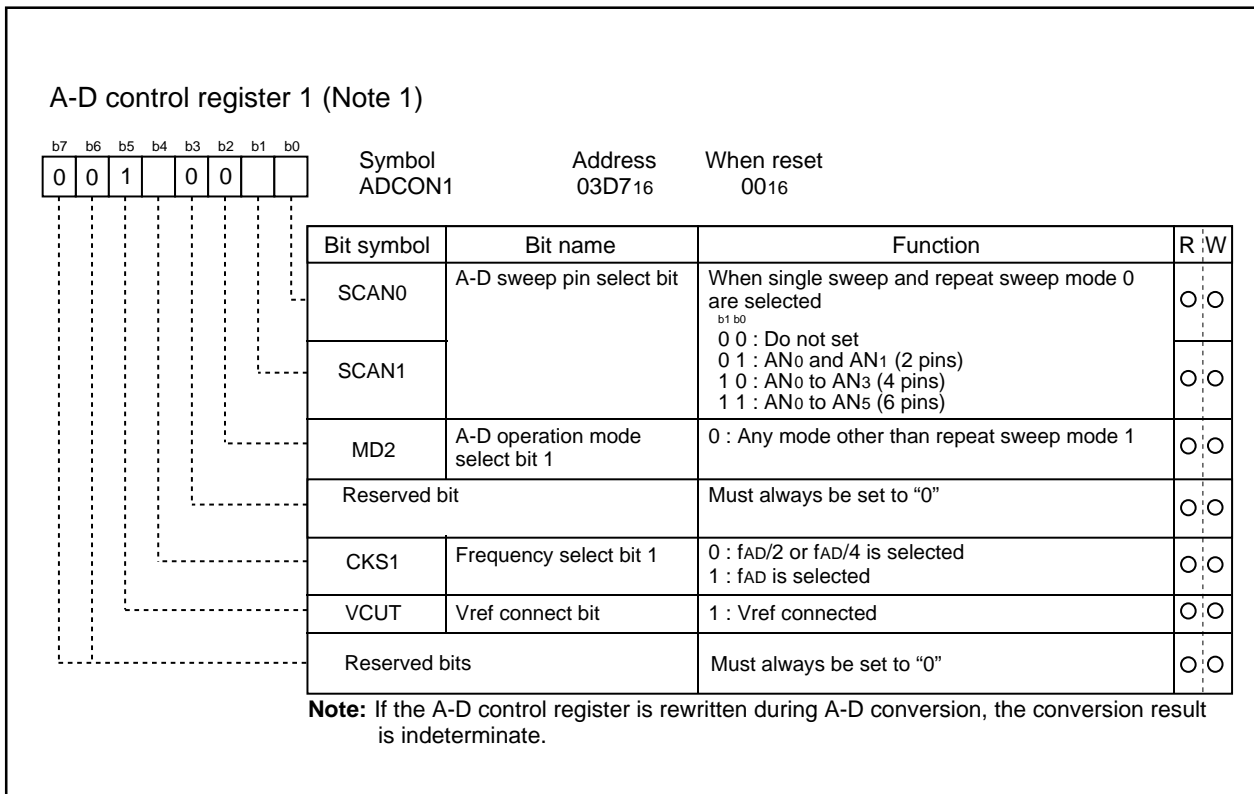 A-D control register 1 (Note 1)
b7 b6 b5 b4 b3 b2 b1 b0
0 0 1 0 0
Symbol Address When reset
ADCON1 03D716 0016
Bit symbol Bit name Function R W
SCAN0 A-D sweep pin select bit When single sweep and repeat sweep mode 0
are selected
b1 b0
0 0 : Do not set
0 1 : AN0 and AN1 (2 pins)
1 0 : AN0 to AN3 (4 pins)
1 1 : AN0 to AN5 (6 pins)
SCAN1
MD2 A-D operation mode
select bit 1 0 : Any mode other than repeat sweep mode 1
Reserved bit Must always be set to “0”
CKS1 Frequency select bit 1 0 : fAD/2 or fAD/4 is selected
1 : fAD is selected
VCUT Vref connect bit 1 : Vref connected
Reserved bits Must always be set to “0”
Note: If the A-D control register is rewritten during A-D conversion, the conversion result
is indeterminate.